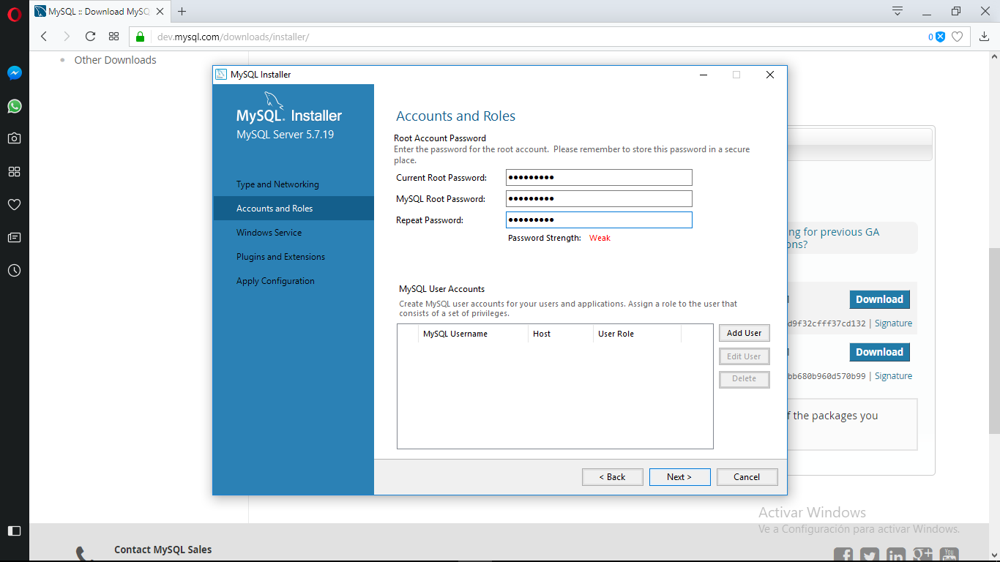 MySQL :: Download MySQ
dev.mysql.com/downloads/installer/
0
Other Downloads
MySQL Installer
MySQL. Installer
MySQL Server 5.7.19
Type and Networking
Accounts and Roles
Windows Service
Plugins and Extensions
Apply Configuration
Accounts and Roles
Root Account Password
Enter the password for the root account.  Please remember to store this password in a secure
place.
Current Root Password: ●●●●●●●●●
MySQL Root Password: ●●●●●●●●●
Repeat Password: ●●●●●●●●●
Password Strength: Weak
MySQL User Accounts
Create MySQL user accounts for your users and applications. Assign a role to the user that
consists of a set of privileges.
MySQL Username Host User Role
Add User
Edit User
Delete
< Back Next > Cancel
ng for previous GA
ons?
Download
d9f32cfff37cd132 | Signature
Download
bb680b960d570b99 | Signature
f the packages you
Activar Windows
Ve a Configuración para activar Windows.
Contact MySQL Sales
You